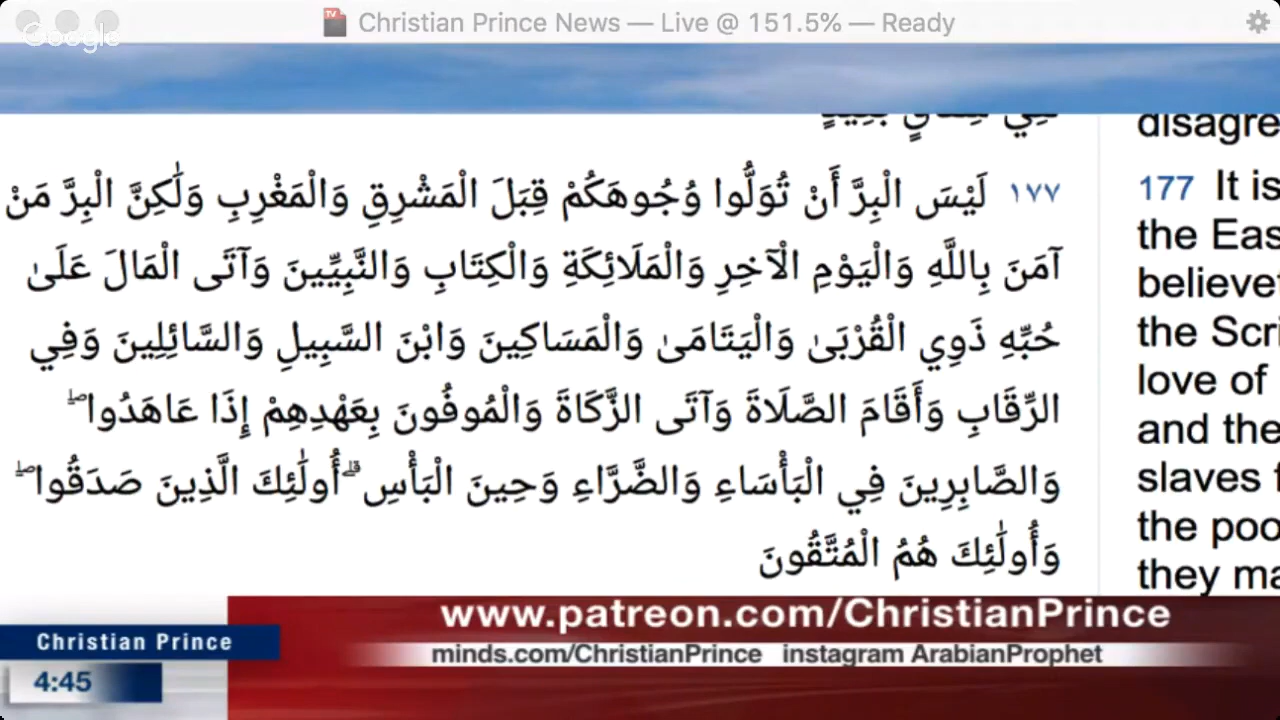 Christian Prince News — Live @ 151.5% — Ready
Google
١٧٧ لَيْسَ الْبِرَّ أَنْ تُوَلُّوا وُجُوهَكُمْ قِبَلَ الْمَشْرِقِ وَالْمَغْرِبِ وَلَٰكِنَّ الْبِرَّ مَنْ
آمَنَ بِاللَّهِ وَالْيَوْمِ الْآخِرِ وَالْمَلَائِكَةِ وَالْكِتَابِ وَالنَّبِيِّينَ وَآتَى الْمَالَ عَلَىٰ
حُبِّهِ ذَوِي الْقُرْبَىٰ وَالْيَتَامَىٰ وَالْمَسَاكِينَ وَابْنَ السَّبِيلِ وَالسَّائِلِينَ وَفِي
الرِّقَابِ وَأَقَامَ الصَّلَاةَ وَآتَى الزَّكَاةَ وَالْمُوفُونَ بِعَهْدِهِمْ إِذَا عَاهَدُوا ۖ
وَالصَّابِرِينَ فِي الْبَأْسَاءِ وَالضَّرَّاءِ وَحِينَ الْبَأْسِ ۗ أُولَٰئِكَ الَّذِينَ صَدَقُوا ۖ
وَأُولَٰئِكَ هُمُ الْمُتَّقُونَ
disagre
177 It is
the Eas
believet
the Scri
love of
and the
slaves f
the poo
they ma
www.patreon.com/ChristianPrince
Christian Prince
minds.com/ChristianPrince instagram ArabianProphet
4:45